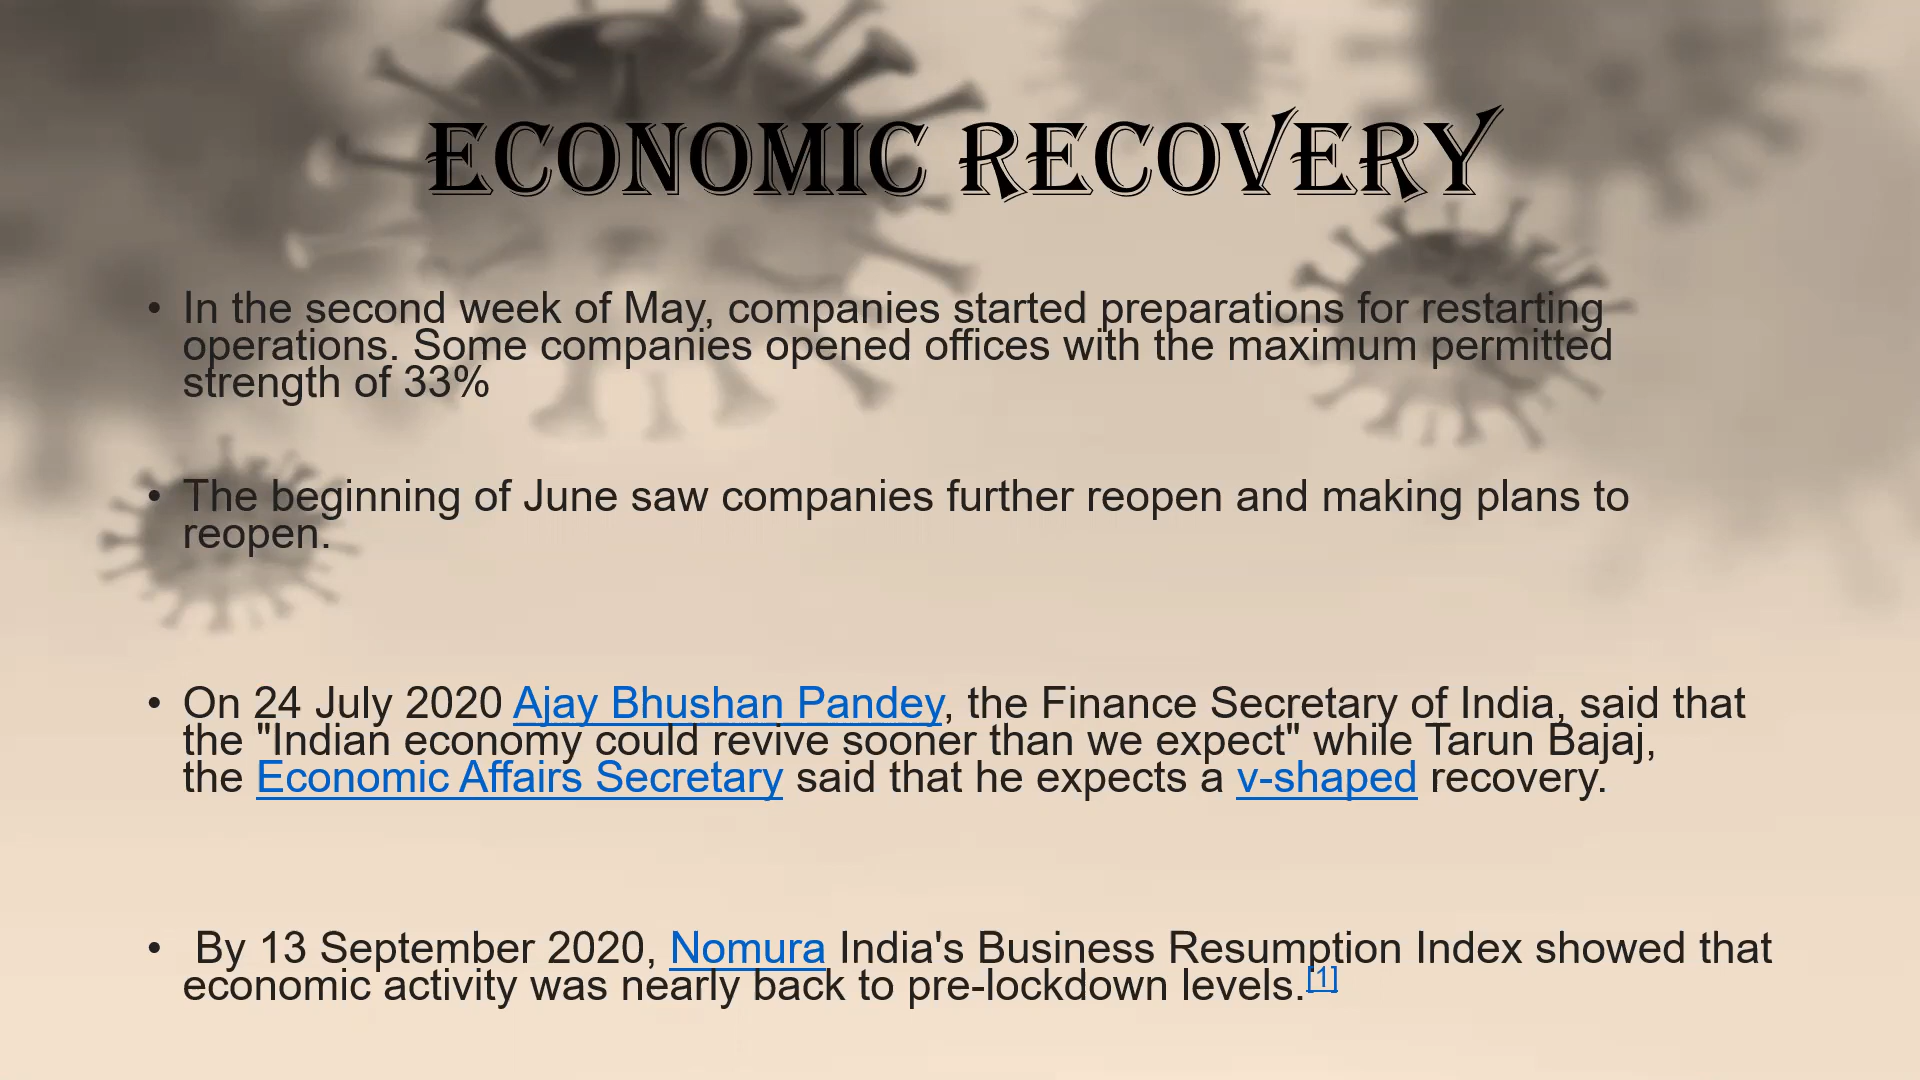 ECONOMIC RECOVERY
• In the second week of May, companies started preparations for restarting
operations. Some companies opened offices with the maximum permitted
strength of 33%
• The beginning of June saw companies further reopen and making plans to
reopen.
• On 24 July 2020 Ajay Bhushan Pandey, the Finance Secretary of India, said that
the "Indian economy could revive sooner than we expect" while Tarun Bajaj,
the Economic Affairs Secretary said that he expects a v-shaped recovery.
• By 13 September 2020, Nomura India's Business Resumption Index showed that
economic activity was nearly back to pre-lockdown levels.[1]